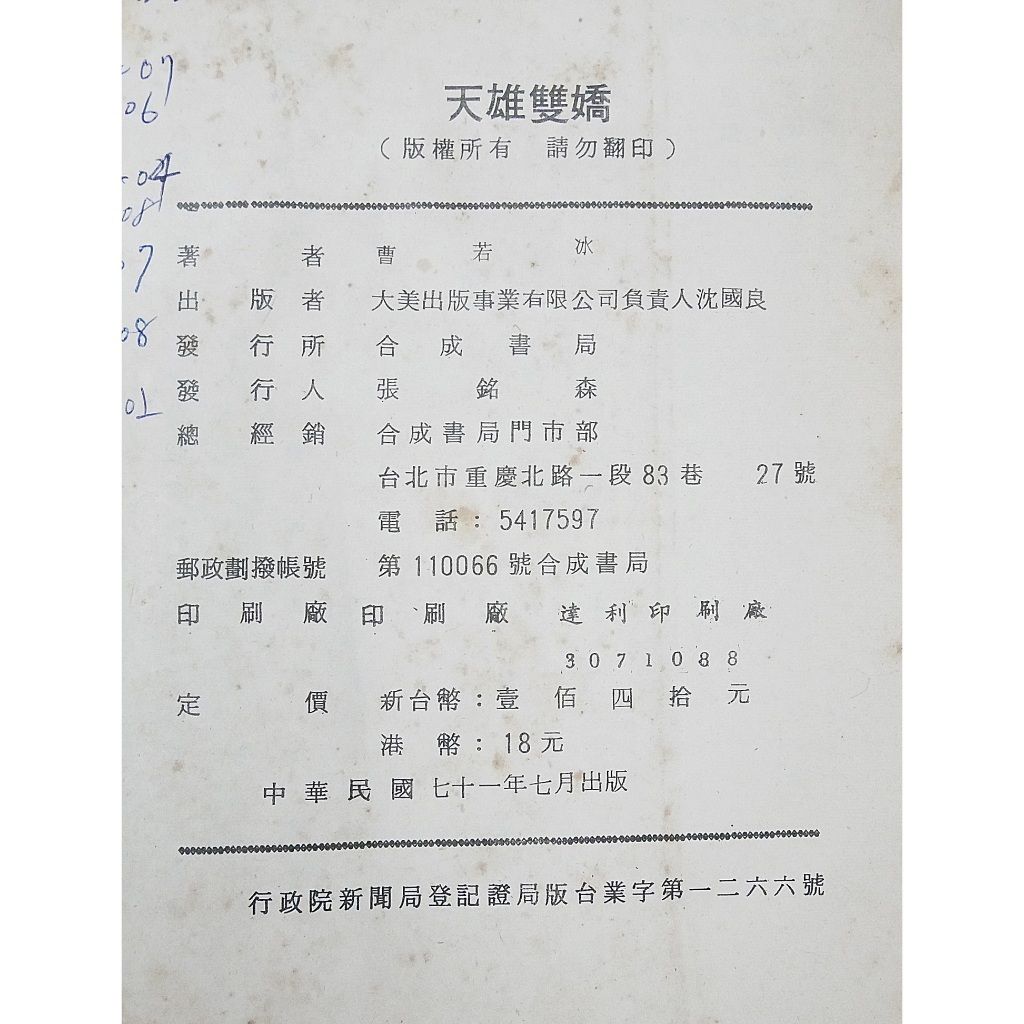 天雄雙嬌
（版權所有 請勿翻印）
07
06
04
08
07
08
01
著者 曹若冰
出版者 大美出版事業有限公司負責人沈國良
發行所 合成書局
發行人 張銘森
總經銷 合成書局門市部
台北市重慶北路一段83巷 27號
電話：5417597
郵政劃撥帳號 第110066號合成書局
印刷廠 印刷廠 達利印刷廠
3071088
定價 新台幣：壹佰四拾元
港幣：18元
中華民國七十一年七月出版
行政院新聞局登記證局版台業字第一二六六號